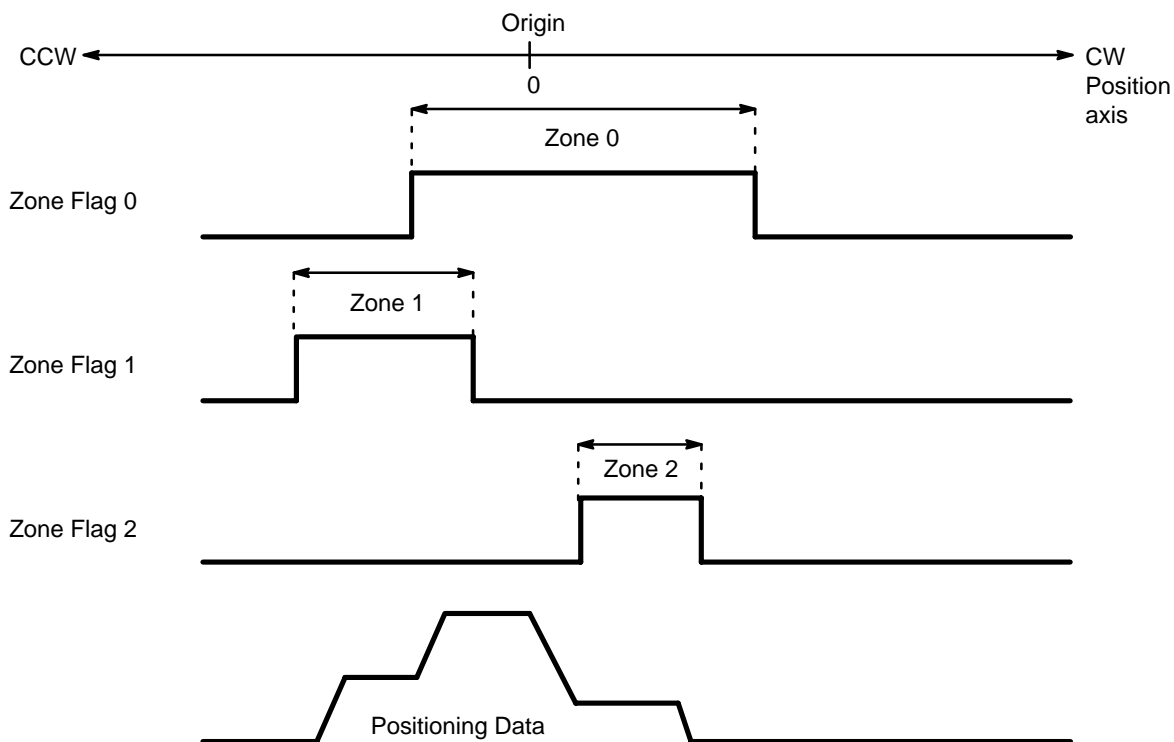 Origin
CCW
CW
Position
axis
0
Zone 0
Zone Flag 0
Zone 1
Zone Flag 1
Zone 2
Zone Flag 2
Positioning Data